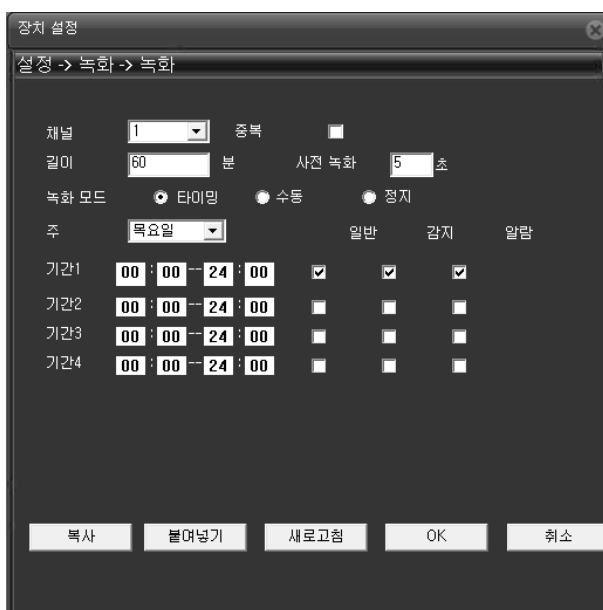 장치 설정
설정 -> 녹화 -> 녹화
채널 1 중복
길이 60 분 사전 녹화 5 초
녹화 모드 타이밍 수동 정지
주 목요일 일반 감지 알람
기간1 00 : 00 -- 24 : 00
기간2 00 : 00 -- 24 : 00
기간3 00 : 00 -- 24 : 00
기간4 00 : 00 -- 24 : 00
복사 붙여넣기 새로고침 OK 취소